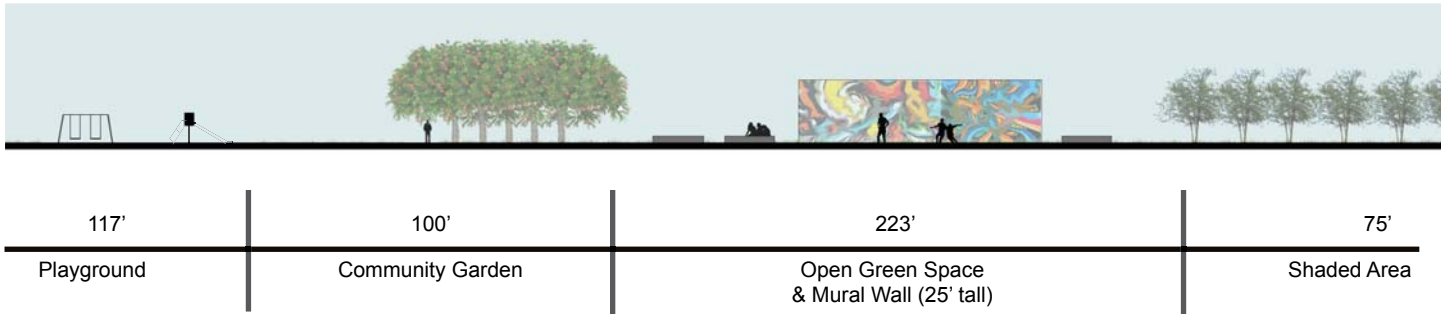 117’
100’
223’
75’
Playground
Community Garden
Open Green Space
& Mural Wall (25’ tall)
Shaded Area